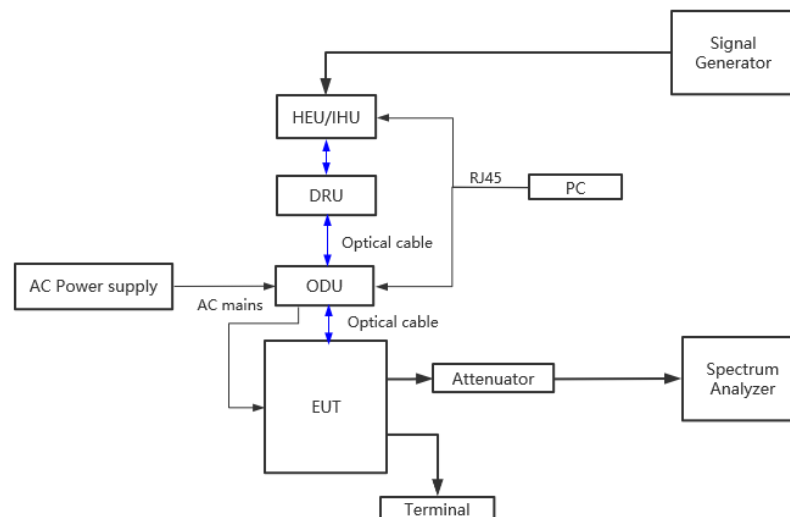 Signal
Generator
HEU/IHU
RJ45
PC
DRU
Optical cable
AC Power supply
ODU
AC mains
Optical cable
EUT
Attenuator
Spectrum
Analyzer
Terminal